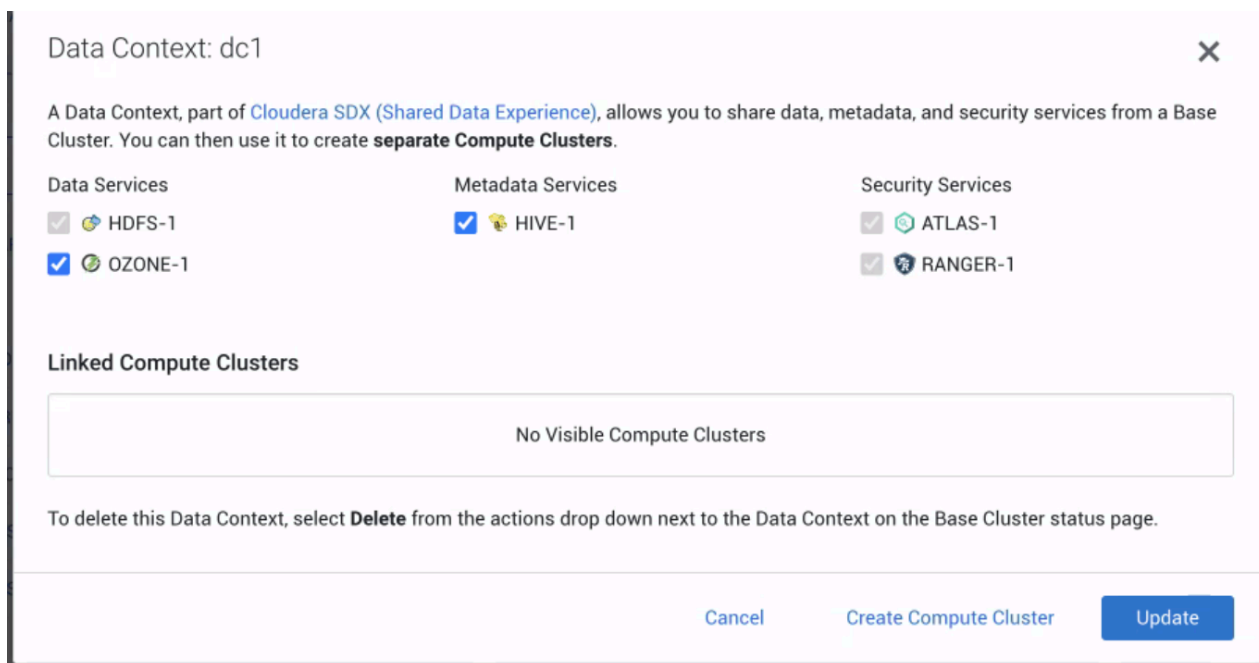 Data Context: dc1
A Data Context, part of Cloudera SDX (Shared Data Experience), allows you to share data, metadata, and security services from a Base
Cluster. You can then use it to create separate Compute Clusters.
Data Services
HDFS-1
OZONE-1
Metadata Services
HIVE-1
Security Services
ATLAS-1
RANGER-1
Linked Compute Clusters
No Visible Compute Clusters
To delete this Data Context, select Delete from the actions drop down next to the Data Context on the Base Cluster status page.
Cancel
Create Compute Cluster
Update